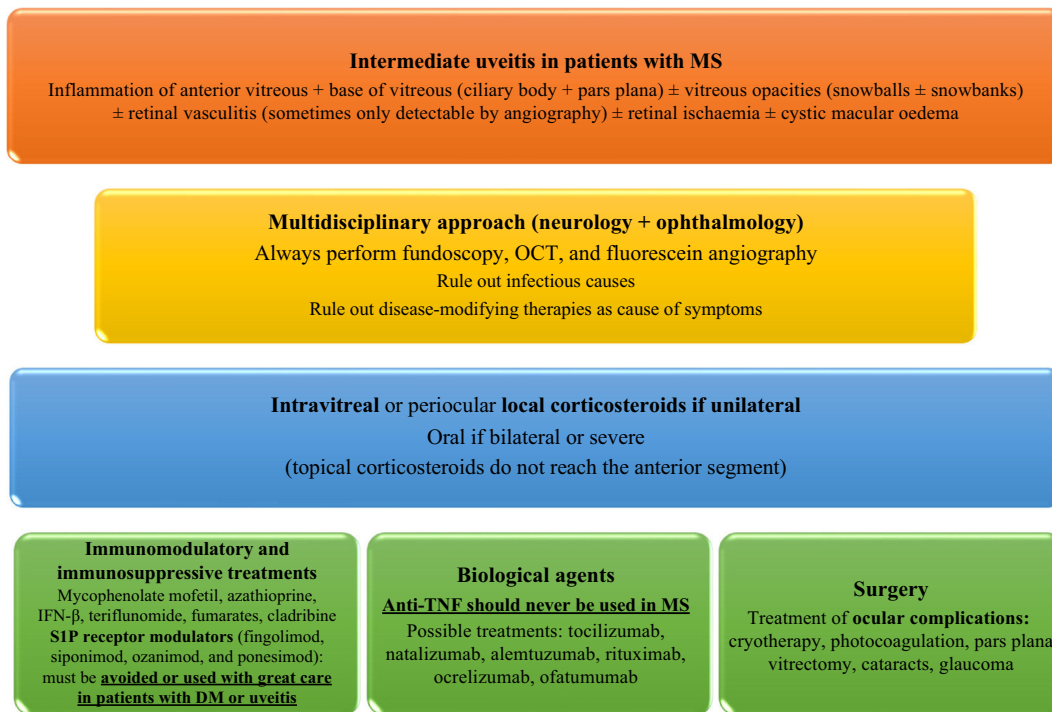 Intermediate uveitis in patients with MS
Inflammation of anterior vitreous + base of vitreous (ciliary body + pars plana) ± vitreous opacities (snowballs ± snowbanks)
± retinal vasculitis (sometimes only detectable by angiography) ± retinal ischaemia ± cystic macular oedema
Multidisciplinary approach (neurology + ophthalmology)
Always perform fundoscopy, OCT, and fluorescein angiography
Rule out infectious causes
Rule out disease-modifying therapies as cause of symptoms
Intravitreal or periocular local corticosteroids if unilateral
Oral if bilateral or severe
(topical corticosteroids do not reach the anterior segment)
Immunomodulatory and
immunosuppressive treatments
Mycophenolate mofetil, azathioprine,
IFN-β, teriflunomide, fumarates, cladribine
S1P receptor modulators (fingolimod,
siponimod, ozanimod, and ponesimod):
must be avoided or used with great care
in patients with DM or uveitis
Biological agents
Anti-TNF should never be used in MS
Possible treatments: tocilizumab,
natalizumab, alemtuzumab, rituximab,
ocrelizumab, ofatumumab
Surgery
Treatment of ocular complications:
cryotherapy, photocoagulation, pars plana
vitrectomy, cataracts, glaucoma